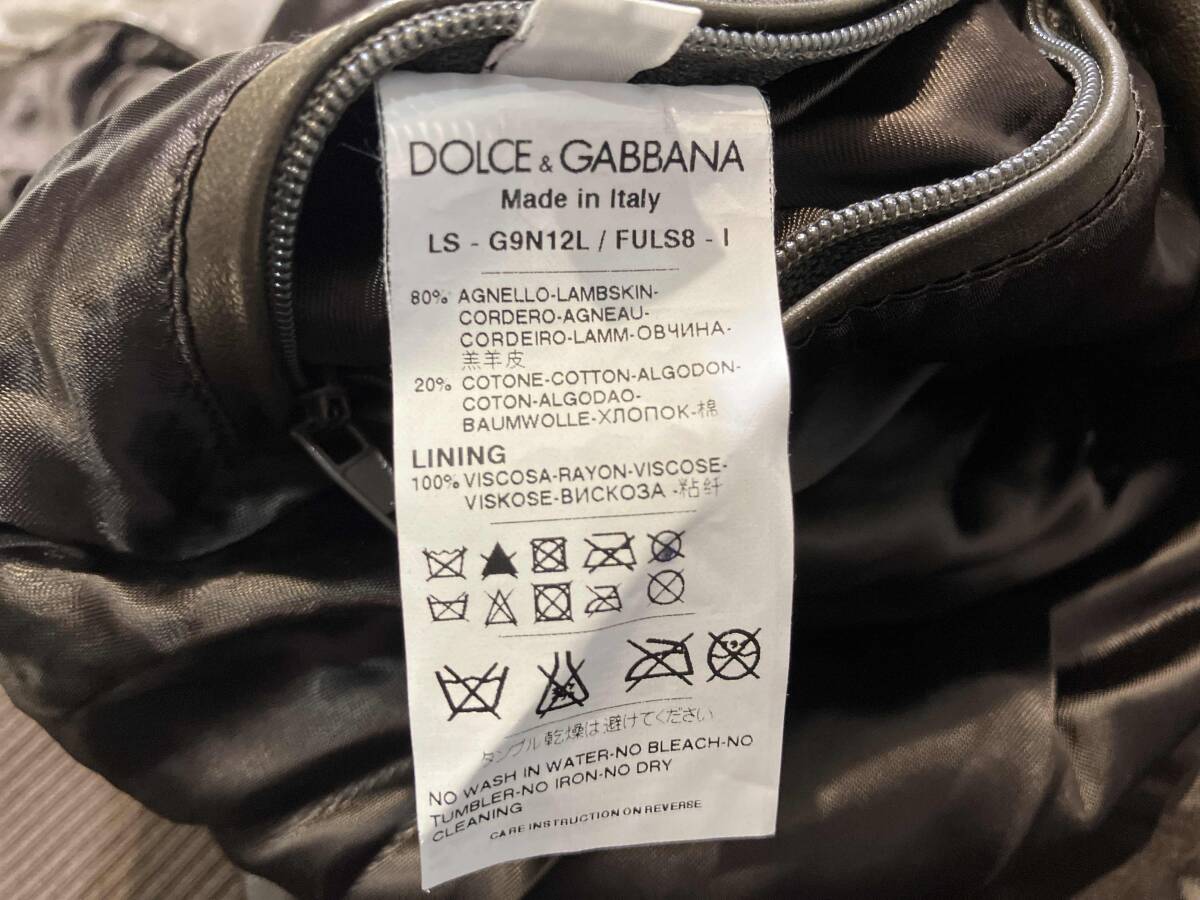 DOLCE & GABBANA
Made in Italy
LS - G9N12L / FULS8 - I
80% AGNELLO-LAMBSKIN-
CORDERO-AGNEAU-
CORDEIRO-LAMM-ОВЧИНА-
羔羊皮
20% COTONE-COTTON-ALGODON-
COTON-ALGODAO-
BAUMWOLLE-ХЛОПОК-棉
LINING
100% VISCOSA-RAYON-VISCOSE-
VISKOSE-ВИСКОЗА -粘纤
タンブル乾燥は避けてください
NO WASH IN WATER-NO BLEACH-NO
TUMBLER-NO IRON-NO DRY
CLEANING
CARE INSTRUCTION ON REVERSE